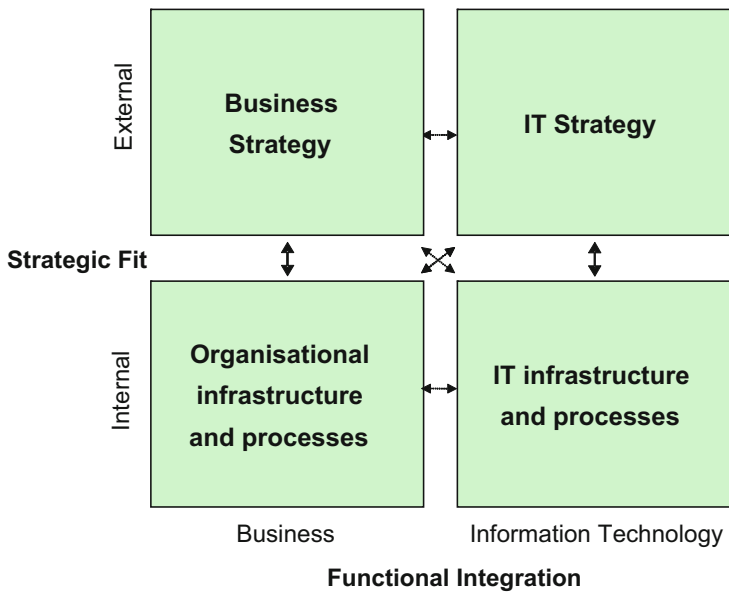 External
Business
Strategy
IT Strategy
Strategic Fit
Internal
Organisational
infrastructure
and processes
IT infrastructure
and processes
Business
Information Technology
Functional Integration